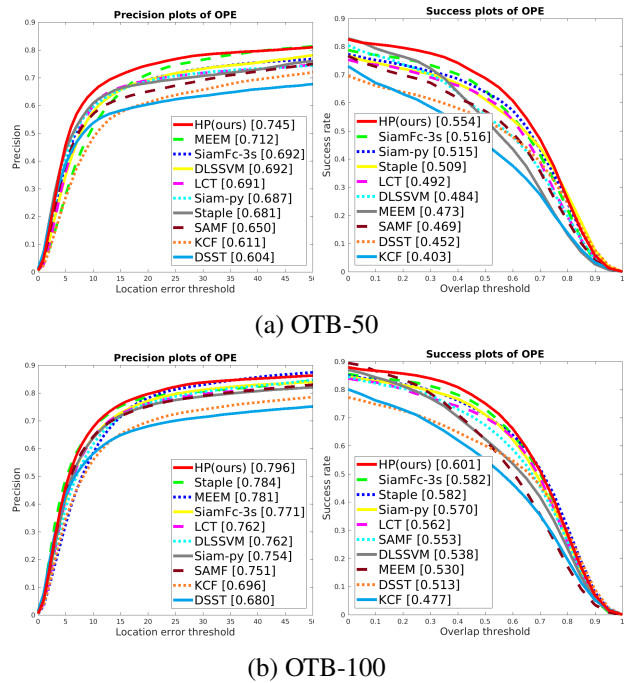 Precision plots of OPE
0.9
0.8
0.7
0.6
0.5
0.4
0.3
0.2
0.1
0
Precision
HP(ours) [0.745]
MEEM [0.712]
SiamFc-3s [0.692]
DLSSVM [0.692]
LCT [0.691]
Siam-py [0.687]
Staple [0.681]
SAMF [0.650]
KCF [0.611]
DSST [0.604]
0 5 10 15 20 25 30 35 40 45 50
Location error threshold
Success plots of OPE
0.9
0.8
0.7
0.6
0.5
0.4
0.3
0.2
0.1
0
Success rate
HP(ours) [0.554]
SiamFc-3s [0.516]
Siam-py [0.515]
Staple [0.509]
LCT [0.492]
DLSSVM [0.484]
MEEM [0.473]
SAMF [0.469]
DSST [0.452]
KCF [0.403]
0 0.1 0.2 0.3 0.4 0.5 0.6 0.7 0.8 0.9 1
Overlap threshold
(a) OTB-50
Precision plots of OPE
0.9
0.8
0.7
0.6
0.5
0.4
0.3
0.2
0.1
0
Precision
HP(ours) [0.796]
Staple [0.784]
MEEM [0.781]
SiamFc-3s [0.771]
LCT [0.762]
DLSSVM [0.762]
Siam-py [0.754]
SAMF [0.751]
KCF [0.696]
DSST [0.680]
0 5 10 15 20 25 30 35 40 45 50
Location error threshold
Success plots of OPE
0.9
0.8
0.7
0.6
0.5
0.4
0.3
0.2
0.1
0
Success rate
HP(ours) [0.601]
SiamFc-3s [0.582]
Staple [0.582]
Siam-py [0.570]
LCT [0.562]
SAMF [0.553]
DLSSVM [0.538]
MEEM [0.530]
DSST [0.513]
KCF [0.477]
0 0.1 0.2 0.3 0.4 0.5 0.6 0.7 0.8 0.9 1
Overlap threshold
(b) OTB-100